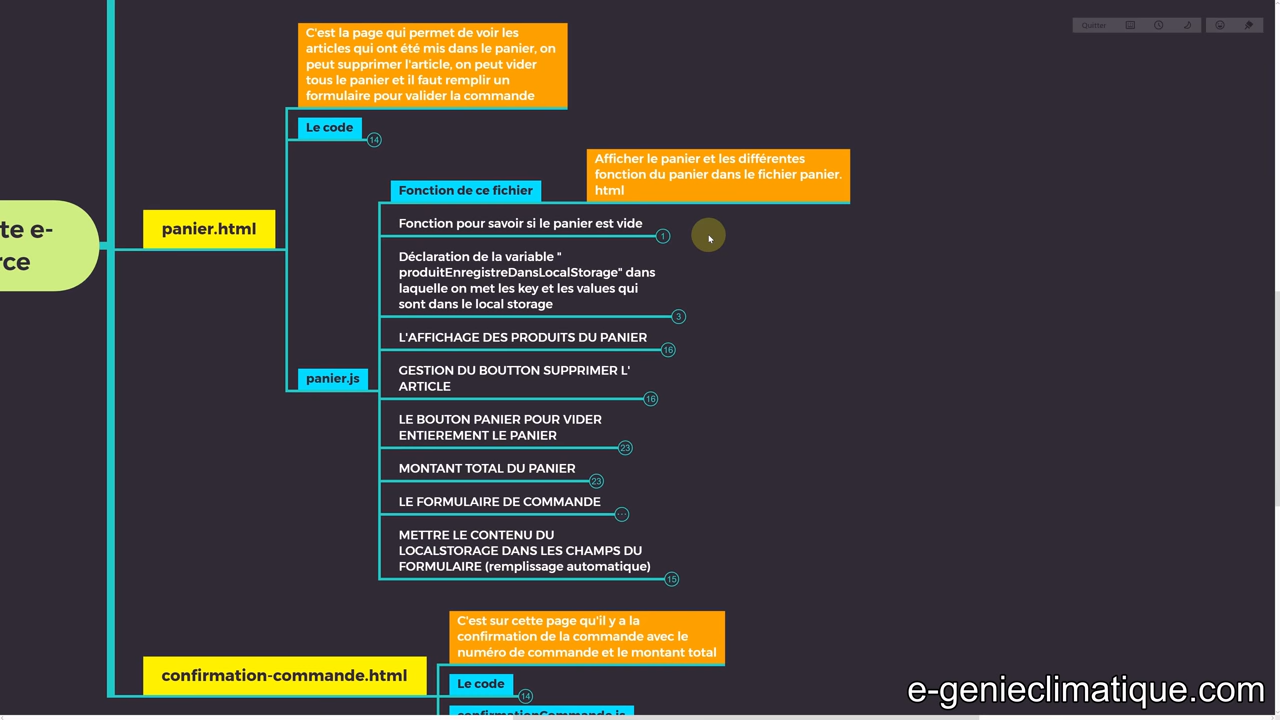 Quitter
C'est la page qui permet de voir les
articles qui ont été mis dans le panier, on
peut supprimer l'article, on peut vider
tous le panier et il faut remplir un
formulaire pour valider la commande
Le code
14
Afficher le panier et les différentes
fonction du panier dans le fichier panier.
html
Fonction de ce fichier
Fonction pour savoir si le panier est vide
1
te e-
rce
panier.html
Déclaration de la variable "
produitEnregistreDansLocalStorage" dans
laquelle on met les key et les values qui
sont dans le local storage
3
L'AFFICHAGE DES PRODUITS DU PANIER
16
panier.js
GESTION DU BOUTTON SUPPRIMER L'
ARTICLE
16
LE BOUTON PANIER POUR VIDER
ENTIEREMENT LE PANIER
23
MONTANT TOTAL DU PANIER
23
LE FORMULAIRE DE COMMANDE
...
METTRE LE CONTENU DU
LOCALSTORAGE DANS LES CHAMPS DU
FORMULAIRE (remplissage automatique)
15
C'est sur cette page qu'il y a la
confirmation de la commande avec le
numéro de commande et le montant total
confirmation-commande.html
Le code
14
confirmationCommande.js
e-genieclimatique.com